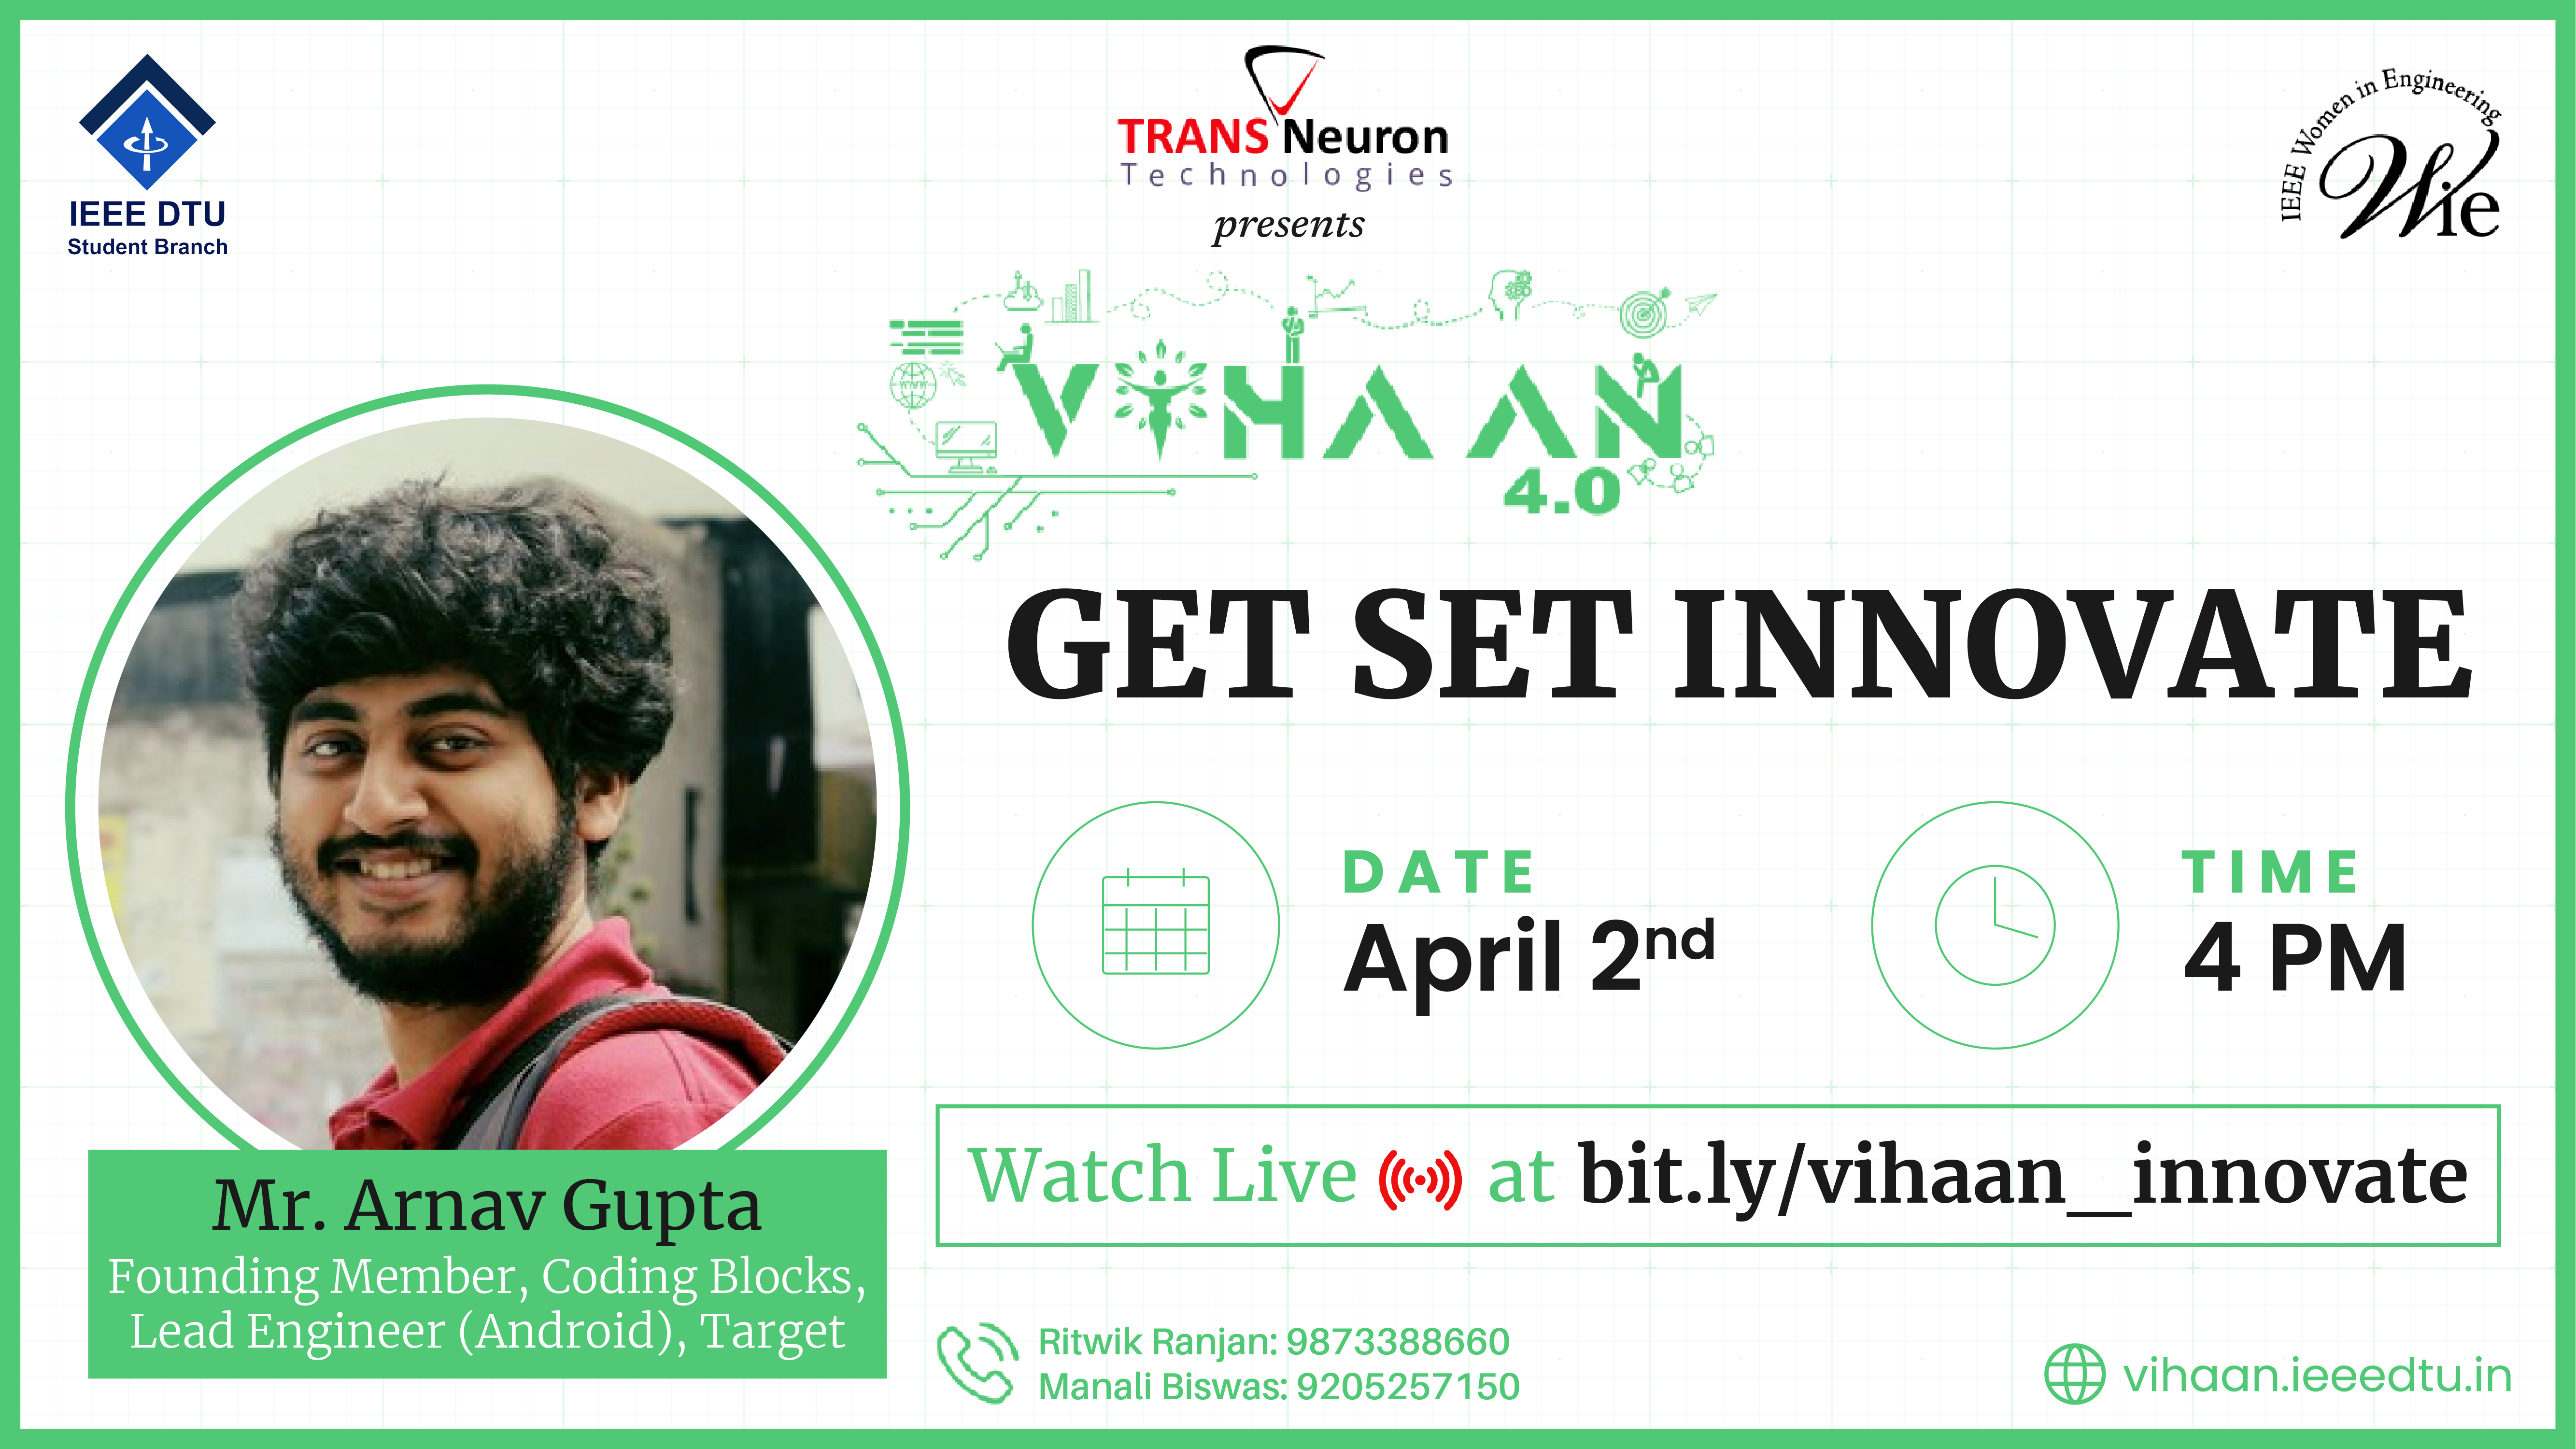 IEEE DTU
Student Branch
TRANS Neuron
Technologies
presents
IEEE Women in Engineering
Wie
WWW
VIHAAN
4.0
GET SET INNOVATE
DATE
April 2nd
TIME
4 PM
Watch Live at bit.ly/vihaan__innovate
Mr. Arnav Gupta
Founding Member, Coding Blocks,
Lead Engineer (Android), Target
Ritwik Ranjan: 9873388660
Manali Biswas: 9205257150
vihaan.ieeedtu.in